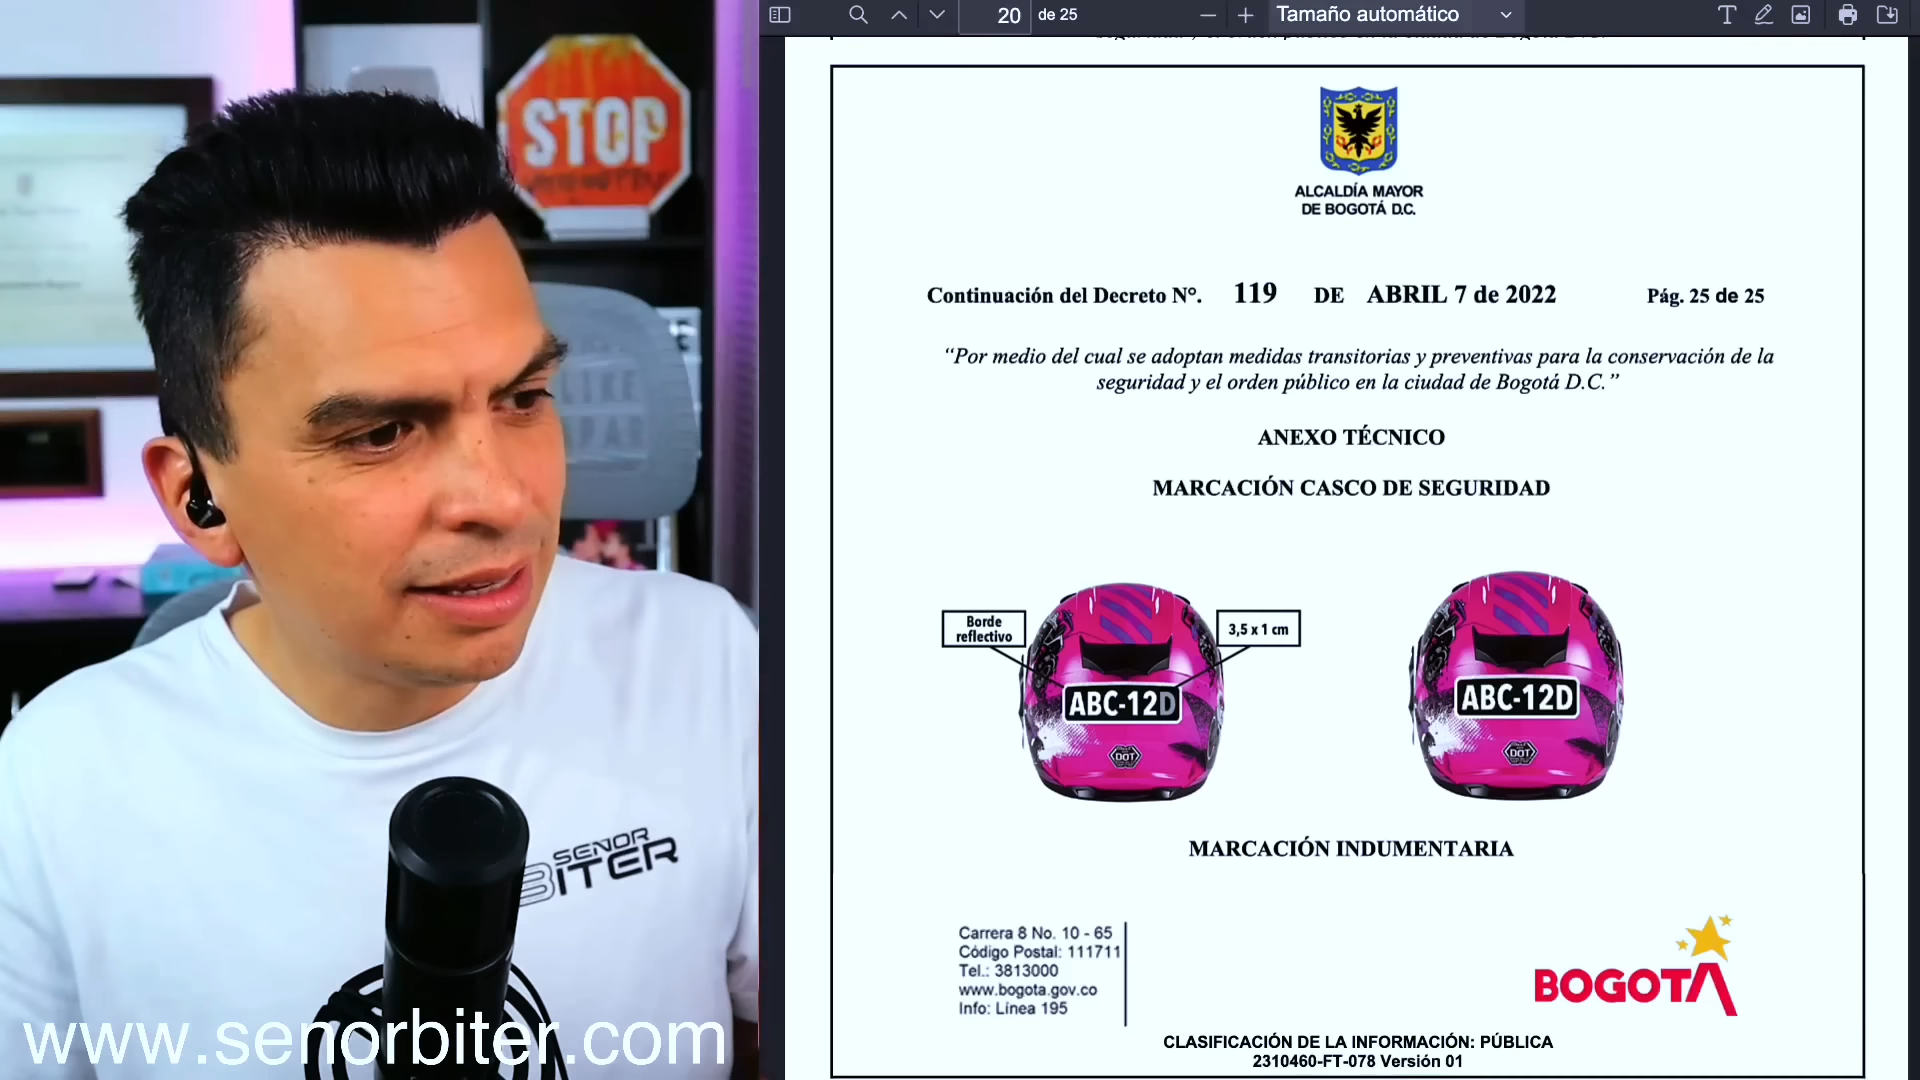 20 de 25
Tamaño automático
STOP
LIKE
SENOR
BITER
www.senorbiter.com
ALCALDÍA MAYOR
DE BOGOTÁ D.C.
Continuación del Decreto N°. 119 DE ABRIL 7 de 2022 Pág. 25 de 25
“Por medio del cual se adoptan medidas transitorias y preventivas para la conservación de la
seguridad y el orden público en la ciudad de Bogotá D.C.”
ANEXO TÉCNICO
MARCACIÓN CASCO DE SEGURIDAD
Borde
reflectivo
3,5 x 1 cm
ABC-12D
DOT
ABC-12D
DOT
MARCACIÓN INDUMENTARIA
Carrera 8 No. 10 - 65
Código Postal: 111711
Tel.: 3813000
www.bogota.gov.co
Info: Línea 195
BOGOTÁ
CLASIFICACIÓN DE LA INFORMACIÓN: PÚBLICA
2310460-FT-078 Versión 01